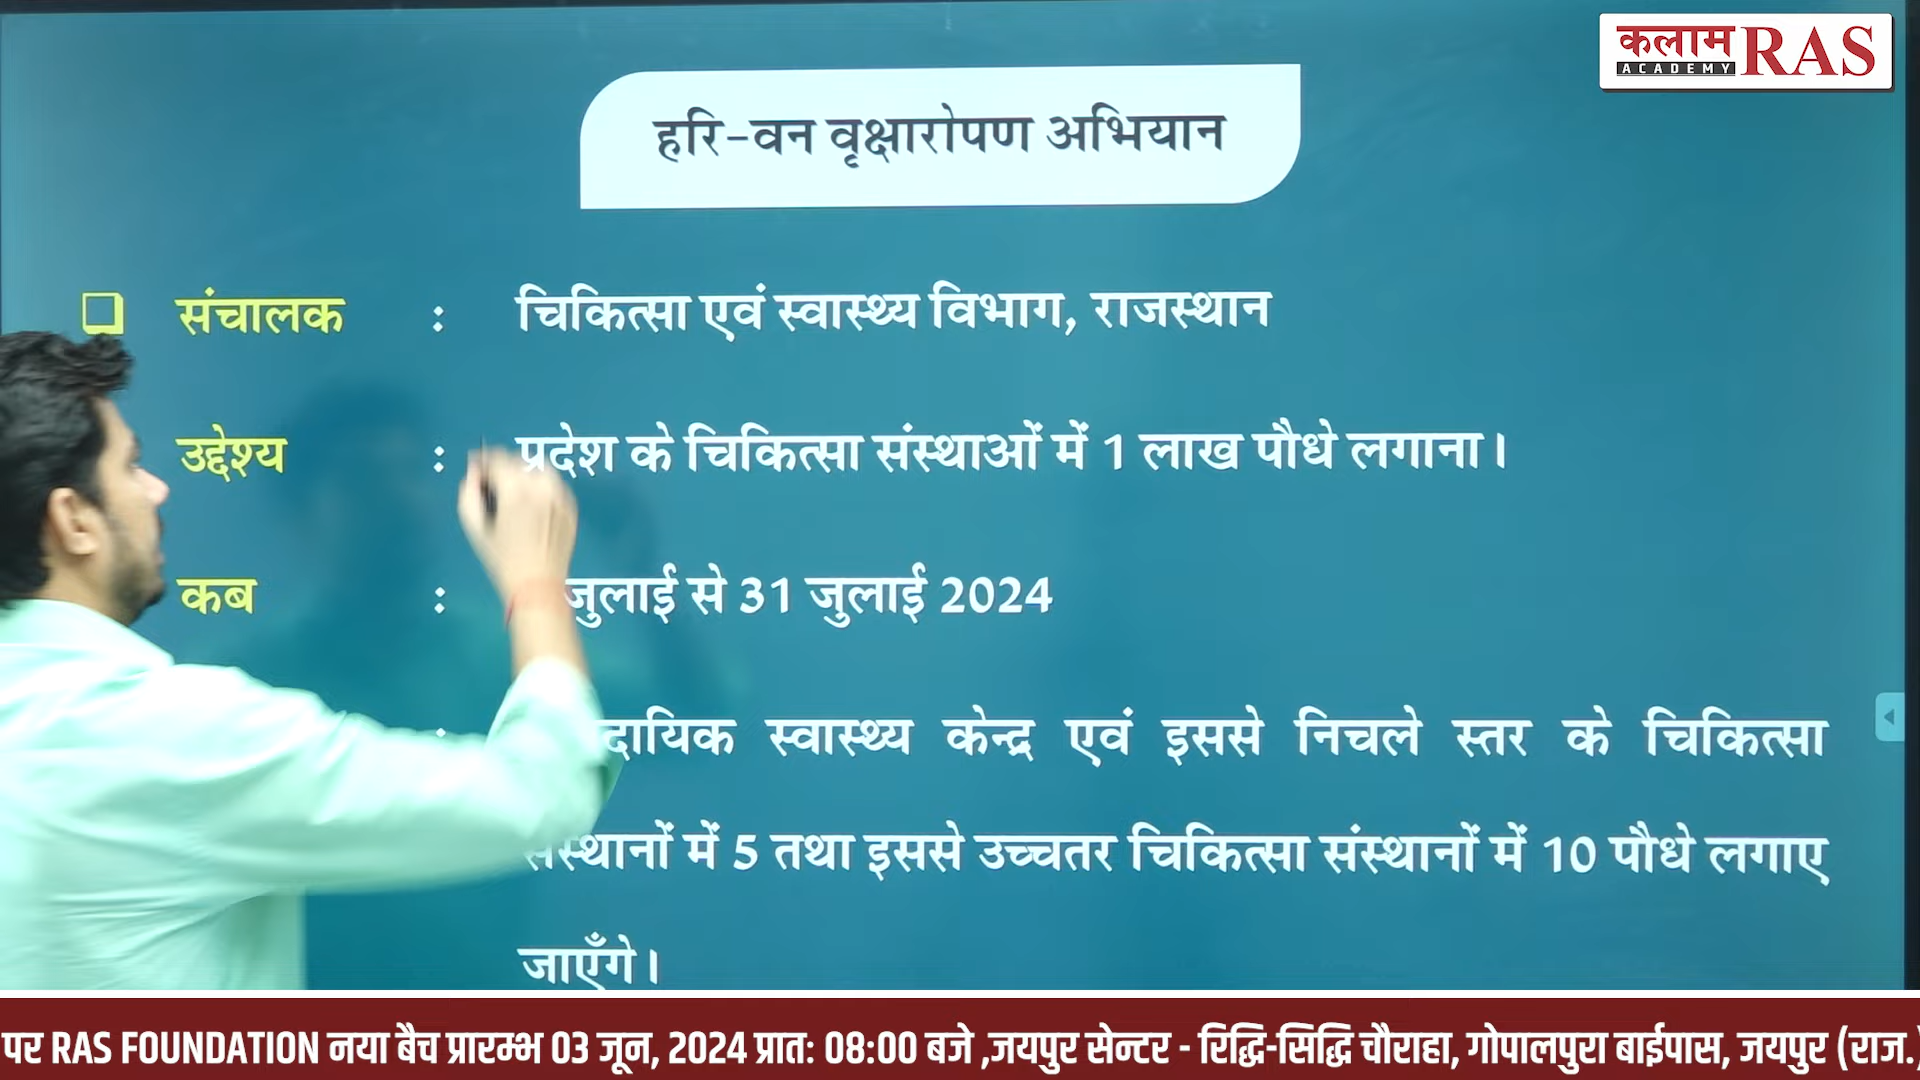 कलाम RAS
ACADEMY
हरि-वन वृक्षारोपण अभियान
संचालक : चिकित्सा एवं स्वास्थ्य विभाग, राजस्थान
उद्देश्य : प्रदेश के चिकित्सा संस्थाओं में 1 लाख पौधे लगाना।
कब : जुलाई से 31 जुलाई 2024
स्वास्थ्य केन्द्र एवं इससे निचले स्तर के चिकित्सा
संस्थानों में 5 तथा इससे उच्चतर चिकित्सा संस्थानों में 10 पौधे लगाए
जाएँगे।
पर RAS FOUNDATION नया बैच प्रारम्भ 03 जून, 2024 प्रातः 08:00 बजे ,जयपुर सेन्टर - रिद्धि-सिद्धि चौराहा, गोपालपुरा बाईपास, जयपुर (राज.)